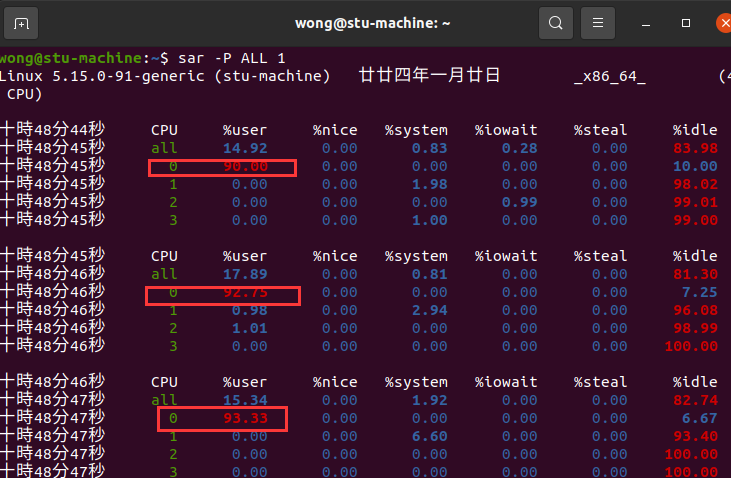 wong@stu-machine: ~
wong@stu-machine:~$ sar -P ALL 1
Linux 5.15.0-91-generic (stu-machine) 廿廿四年一月廿日 _x86_64_ (4
CPU)
十時48分44秒 CPU %user %nice %system %iowait %steal %idle
十時48分45秒 all 14.92 0.00 0.83 0.28 0.00 83.98
十時48分45秒 0 90.00 0.00 0.00 0.00 0.00 10.00
十時48分45秒 1 0.00 0.00 1.98 0.00 0.00 98.02
十時48分45秒 2 0.00 0.00 0.00 0.99 0.00 99.01
十時48分45秒 3 0.00 0.00 1.00 0.00 0.00 99.00
十時48分45秒 CPU %user %nice %system %iowait %steal %idle
十時48分46秒 all 17.89 0.00 0.81 0.00 0.00 81.30
十時48分46秒 0 92.75 0.00 0.00 0.00 0.00 7.25
十時48分46秒 1 0.98 0.00 2.94 0.00 0.00 96.08
十時48分46秒 2 1.01 0.00 0.00 0.00 0.00 98.99
十時48分46秒 3 0.00 0.00 0.00 0.00 0.00 100.00
十時48分46秒 CPU %user %nice %system %iowait %steal %idle
十時48分47秒 all 15.34 0.00 1.92 0.00 0.00 82.74
十時48分47秒 0 93.33 0.00 0.00 0.00 0.00 6.67
十時48分47秒 1 0.00 0.00 6.60 0.00 0.00 93.40
十時48分47秒 2 0.00 0.00 0.00 0.00 0.00 100.00
十時48分47秒 3 0.00 0.00 0.00 0.00 0.00 100.00